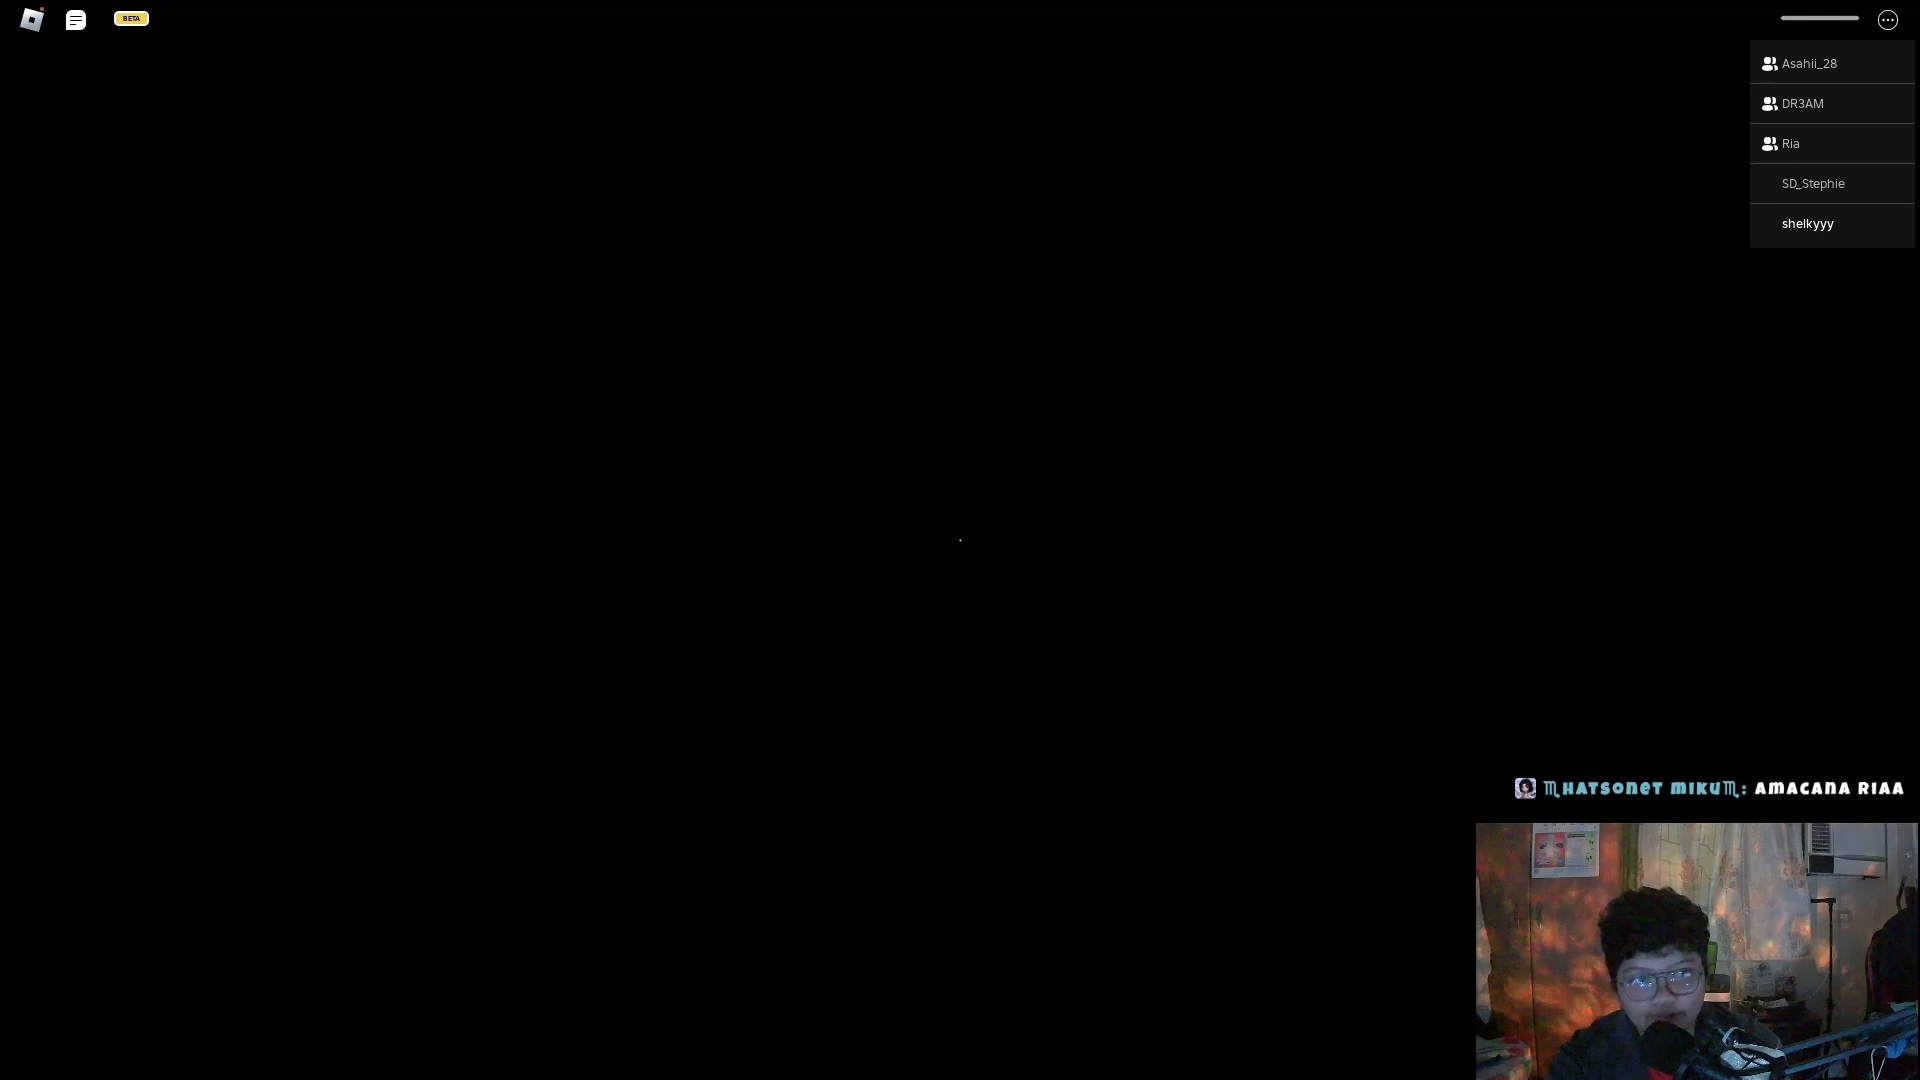 BETA
Asahii_28
DR3AM
Ria
SD_Stephie
shelkyyy
♏HATSONET MIKU♏: AMACANA RIAA